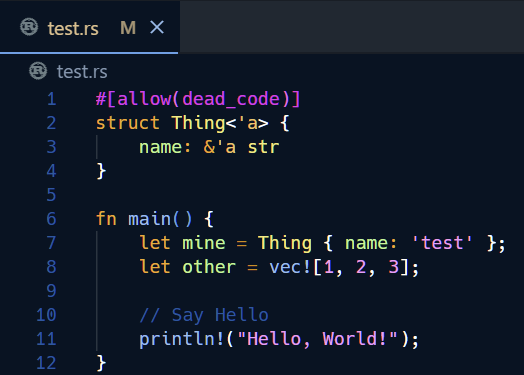 test.rs M
test.rs
1 #[allow(dead_code)]
2 struct Thing<'a> {
3     name: &'a str
4 }
5
6 fn main() {
7     let mine = Thing { name: 'test' };
8     let other = vec![1, 2, 3];
9
10     // Say Hello
11     println!("Hello, World!");
12 }